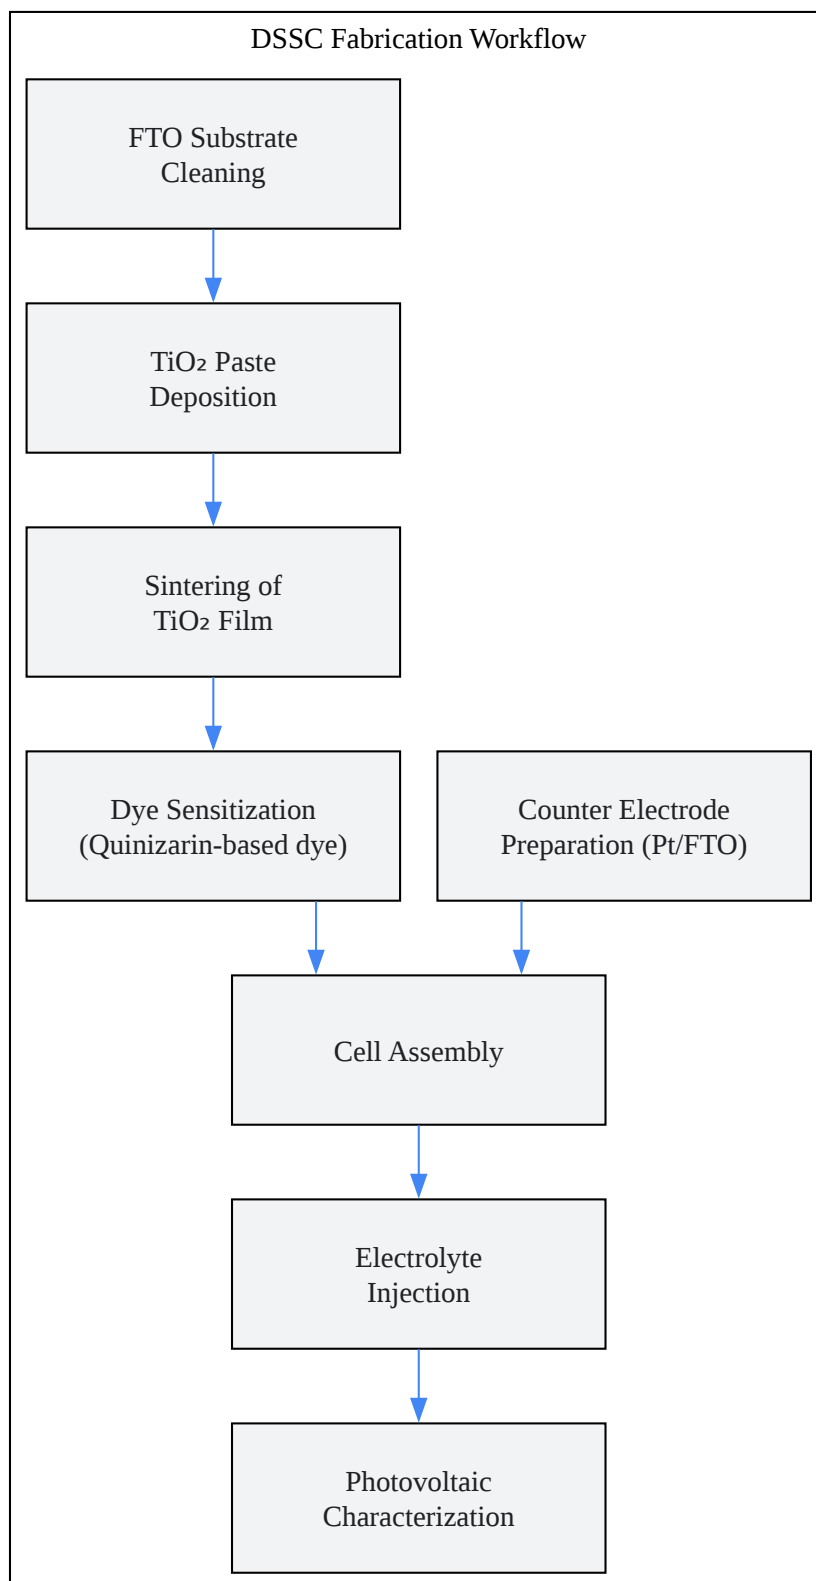 DSSC Fabrication Workflow
FTO Substrate
Cleaning
TiO₂ Paste
Deposition
Sintering of
TiO₂ Film
Dye Sensitization
(Quinizarin-based dye)
Counter Electrode
Preparation (Pt/FTO)
Cell Assembly
Electrolyte
Injection
Photovoltaic
Characterization